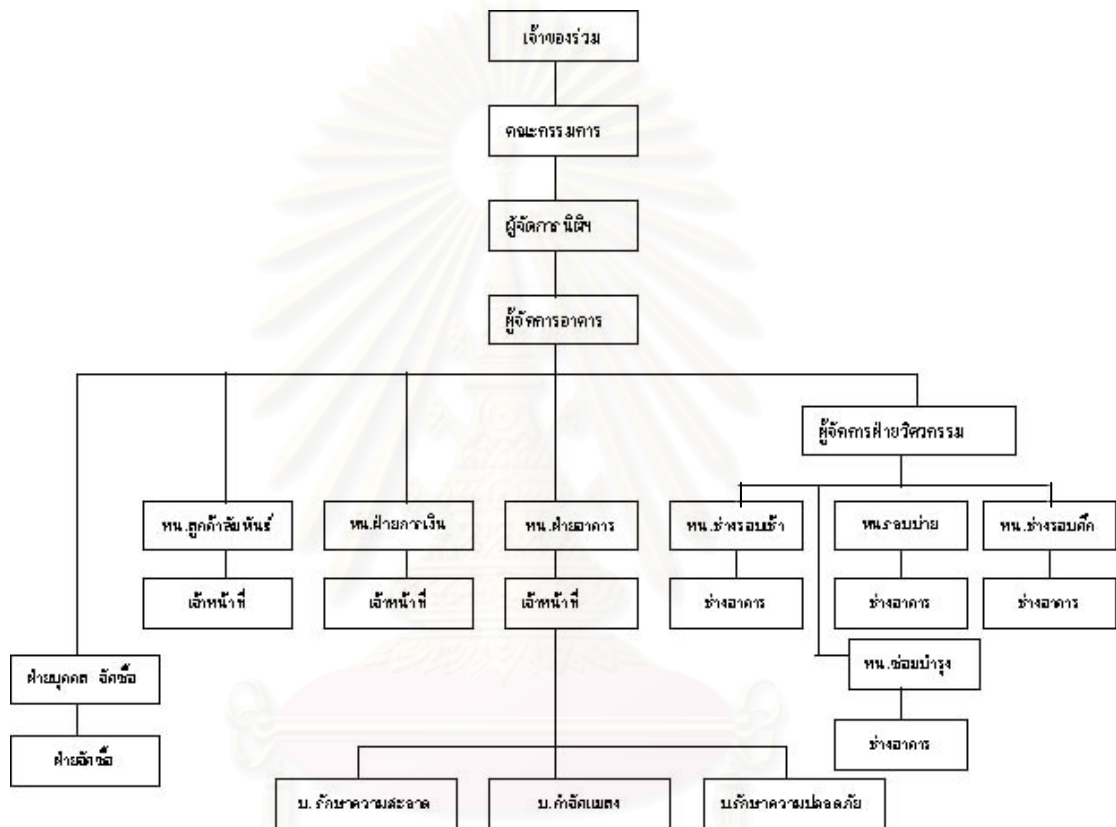 เจ้าของร่วม
คณะกรรมการ
ผู้จัดการนิติฯ
ผู้จัดการอาคาร
ผู้จัดการฝ่ายวิศวกรรม
หน.ลูกค้าสัมพันธ์
หน.ฝ่ายการเงิน
หน.ฝ่ายอาคาร
หน.ช่างรอบเช้า
หน.รอบบ่าย
หน.ช่างรอบดึก
เจ้าหน้าที่
เจ้าหน้าที่
เจ้าหน้าที่
ช่างอาคาร
ช่างอาคาร
ช่างอาคาร
ฝ่ายบุคคล จัดซื้อ
หน.ซ่อมบำรุง
ฝ่ายจัดซื้อ
ช่างอาคาร
บ.รักษาความสะอาด
บ.กำจัดแมลง
บ.รักษาความปลอดภัย